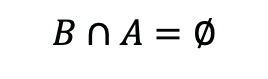 B ∩ A = ∅